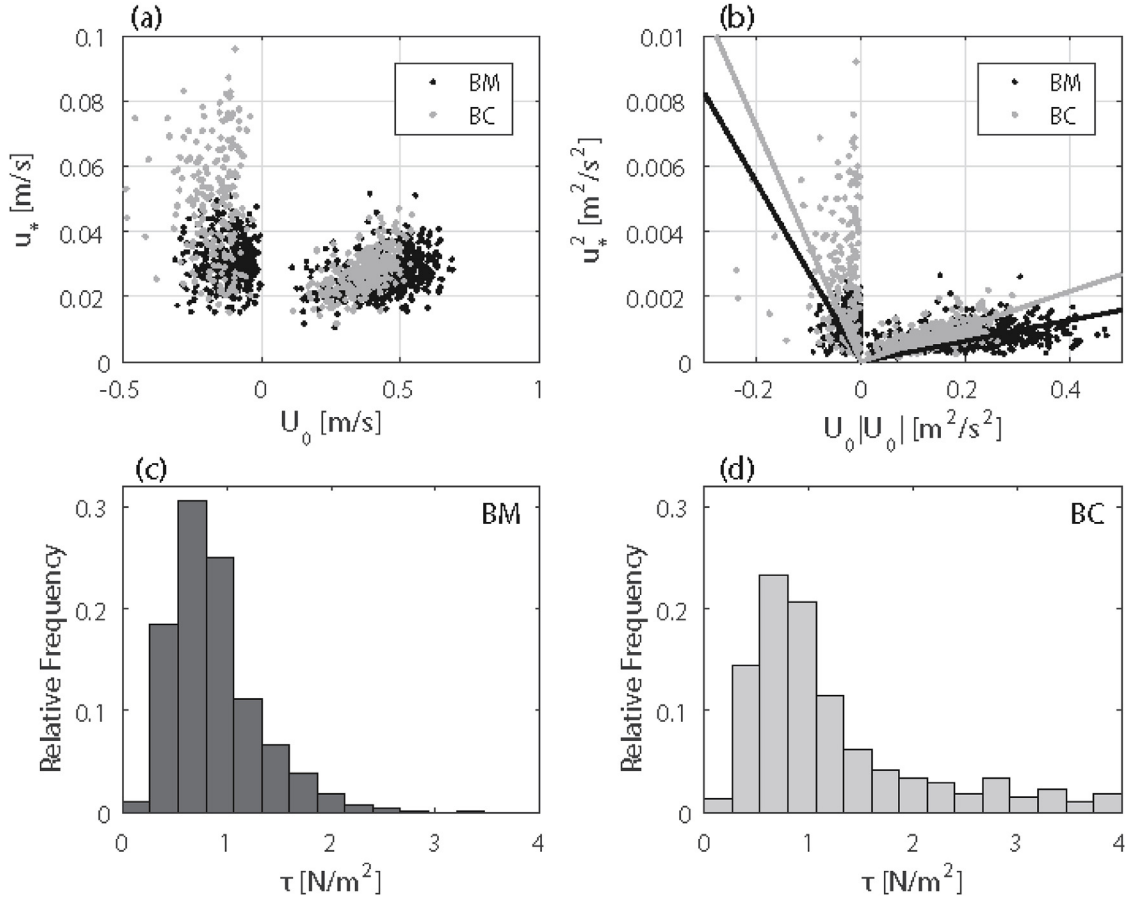 (a)
0.1
0.08
0.06
0.04
0.02
0
-0.5
0
0.5
1
u* [m/s]
U0 [m/s]
BM
BC
(b)
0.01
0.008
0.006
0.004
0.002
0
-0.2
0
0.2
0.4
u*² [m²/s²]
U0|U0| [m²/s²]
BM
BC
(c)
BM
0.3
0.2
0.1
0
0
1
2
3
4
Relative Frequency
τ [N/m²]
(d)
BC
0.3
0.2
0.1
0
0
1
2
3
4
Relative Frequency
τ [N/m²]